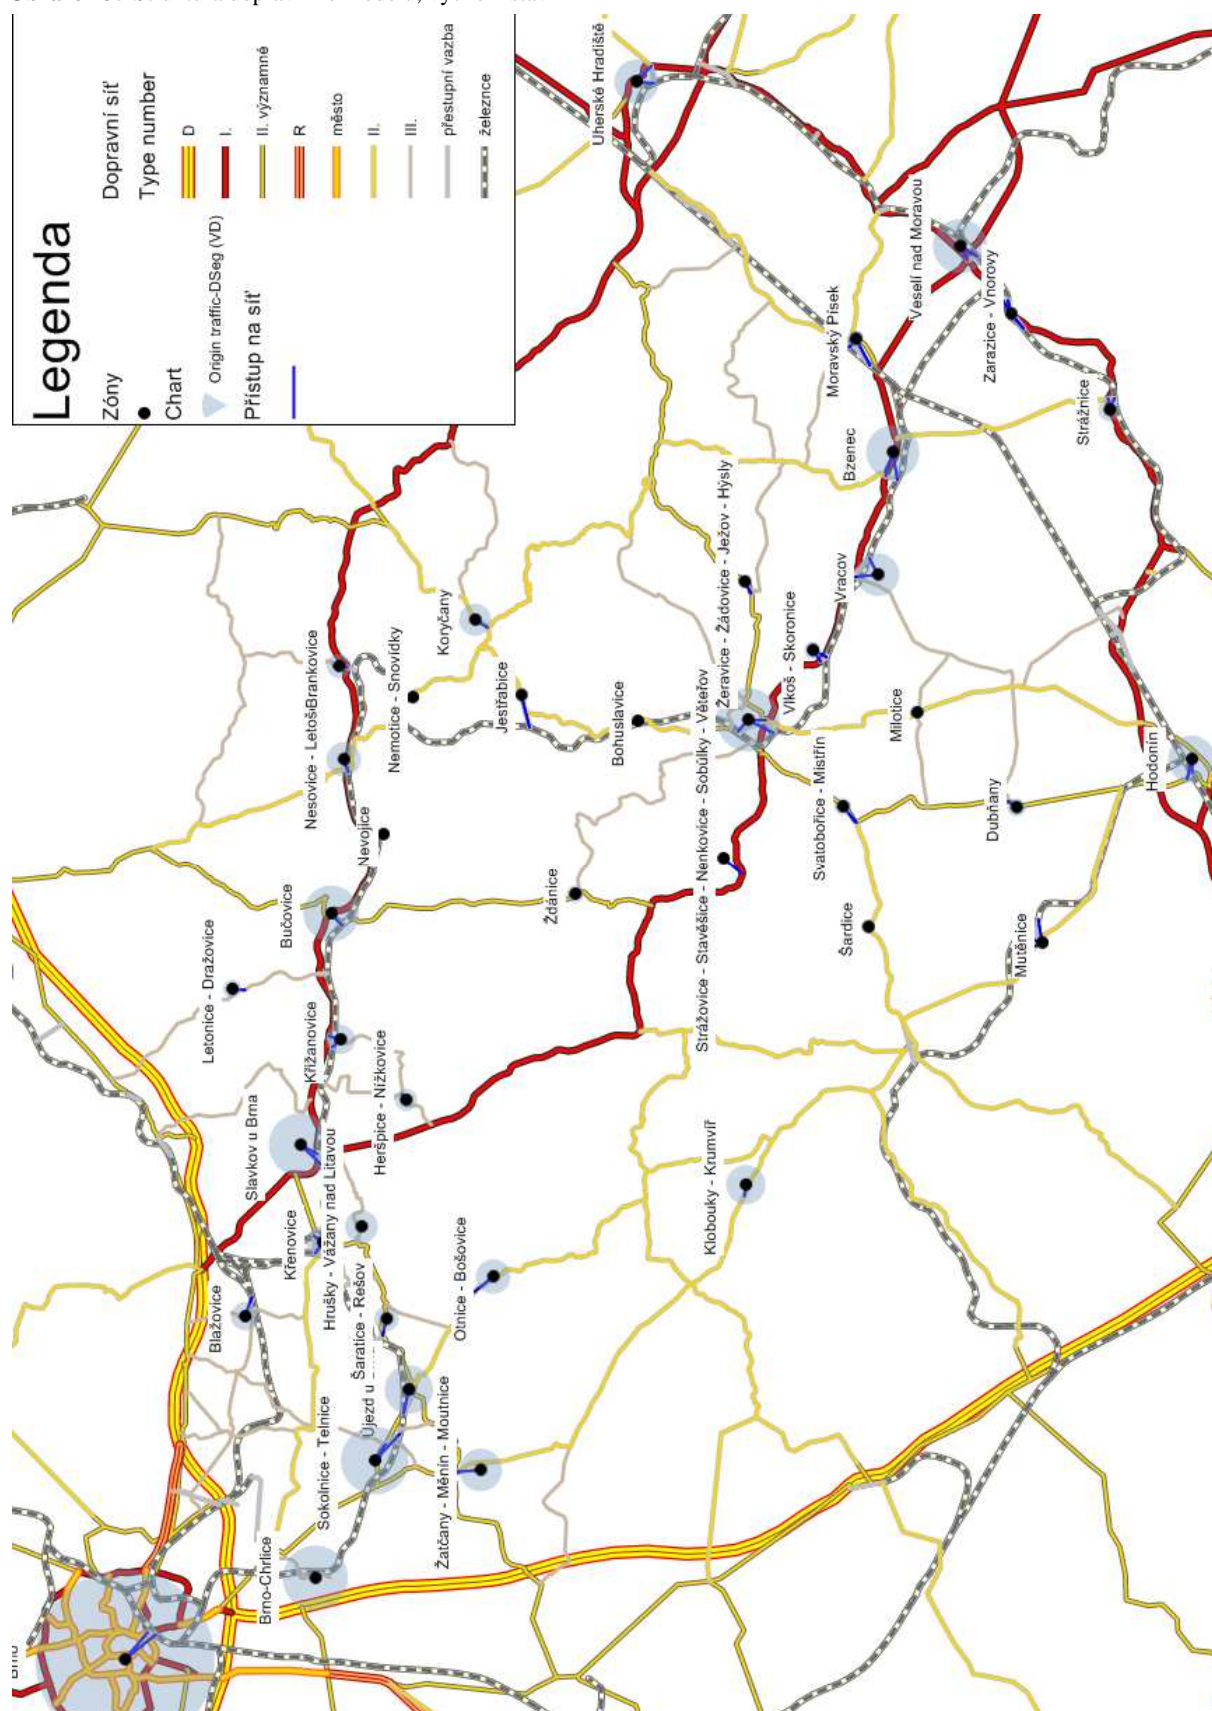 Legenda
Zóny
Chart
Origin traffic-DSeg (VD)
Přístup na síť
Dopravní síť
Type number
D
I.
II. významné
R
město
II.
III.
přestupní vazba
železnce
Uherské Hradiště
Veselí nad Moravou
Zarazice - Vnorovy
Moravský Písek
Strážnice
Bzenec
Vracov
Žeravice - Žádovice - Ježov - Hýsly
Vlkoš - Skoronice
Koryčany
Nemotice - Snovídky
Brankovice
Nesovice - Letoši
Jestřabice
Bohuslavice
Strážovice - Stavěšice - Nenkovice - Sobůlky - Věteřov
Svatobořice - Mistřín
Milotice
Dubňany
Hodonín
Mutěnice
Šardice
Nevojice
Bučovice
Ždánice
Letonice - Dražovice
Křižanovice
Heršpice - Nížkovice
Slavkov u Brna
Hrušky - Vážany nad Litavou
Křenovice
Blažovice
Klobouky - Krumvíř
Otnice - Bošovice
Šaratice - Rešov
Újezd u
Sokolnice - Telnice
Žatčany - Měnín - Moutnice
Brno-Chrlice